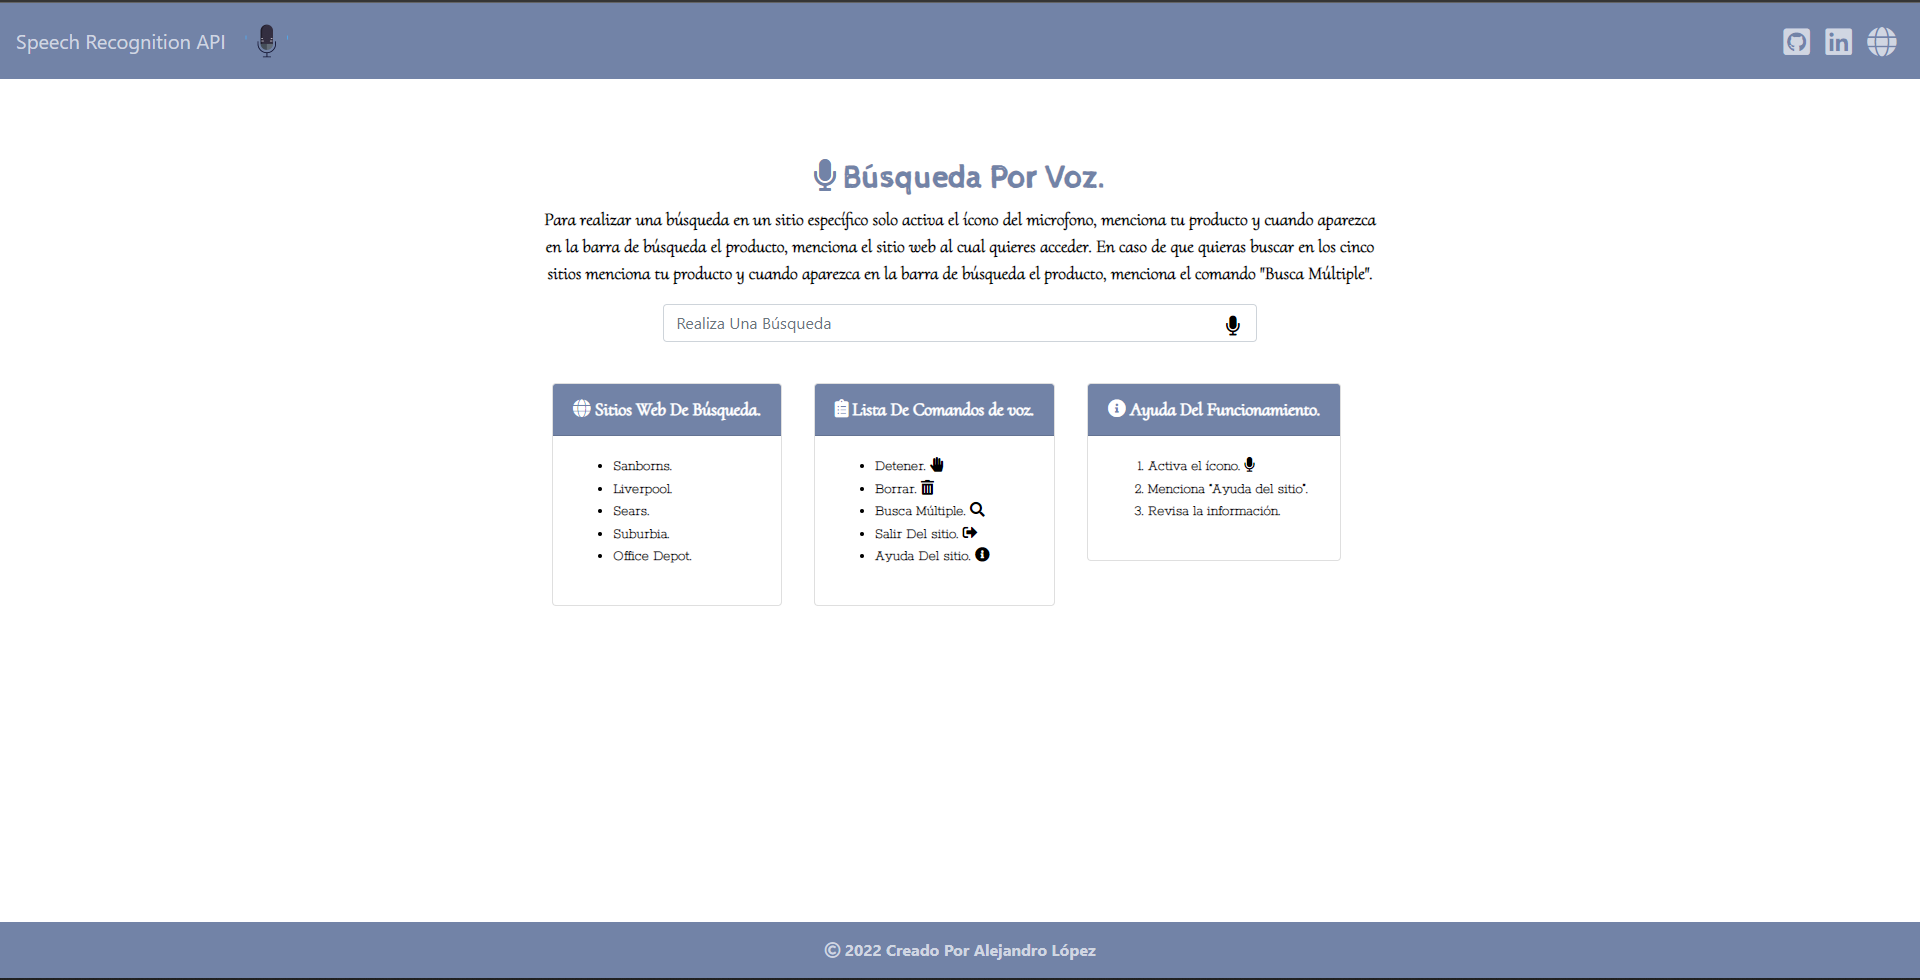 Speech Recognition API
Búsqueda Por Voz.
Para realizar una búsqueda en un sitio específico solo activa el ícono del microfono, menciona tu producto y cuando aparezca
en la barra de búsqueda el producto, menciona el sitio web al cual quieres acceder. En caso de que quieras buscar en los cinco
sitios menciona tu producto y cuando aparezca en la barra de búsqueda el producto, menciona el comando "Busca Múltiple".
Realiza Una Búsqueda
Sitios Web De Búsqueda.
• Sanborns.
• Liverpool.
• Sears.
• Suburbia.
• Office Depot.
Lista De Comandos de voz.
• Detener.
• Borrar.
• Busca Múltiple.
• Salir Del sitio.
• Ayuda Del sitio.
Ayuda Del Funcionamiento.
1. Activa el ícono.
2. Menciona "Ayuda del sitio".
3. Revisa la información.
© 2022 Creado Por Alejandro López